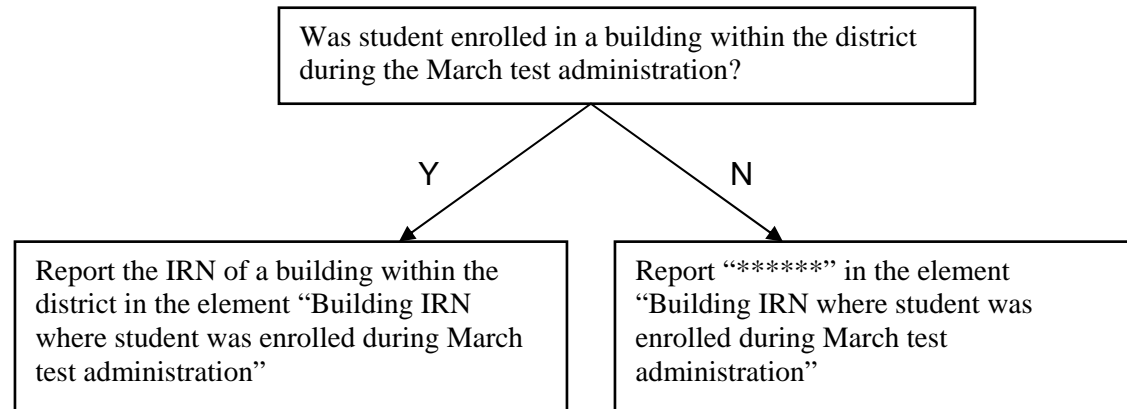 Was student enrolled in a building within the district
during the March test administration?
Y
N
Report the IRN of a building within the
district in the element “Building IRN
where student was enrolled during March
test administration”
Report “******” in the element
“Building IRN where student was
enrolled during March test
administration”